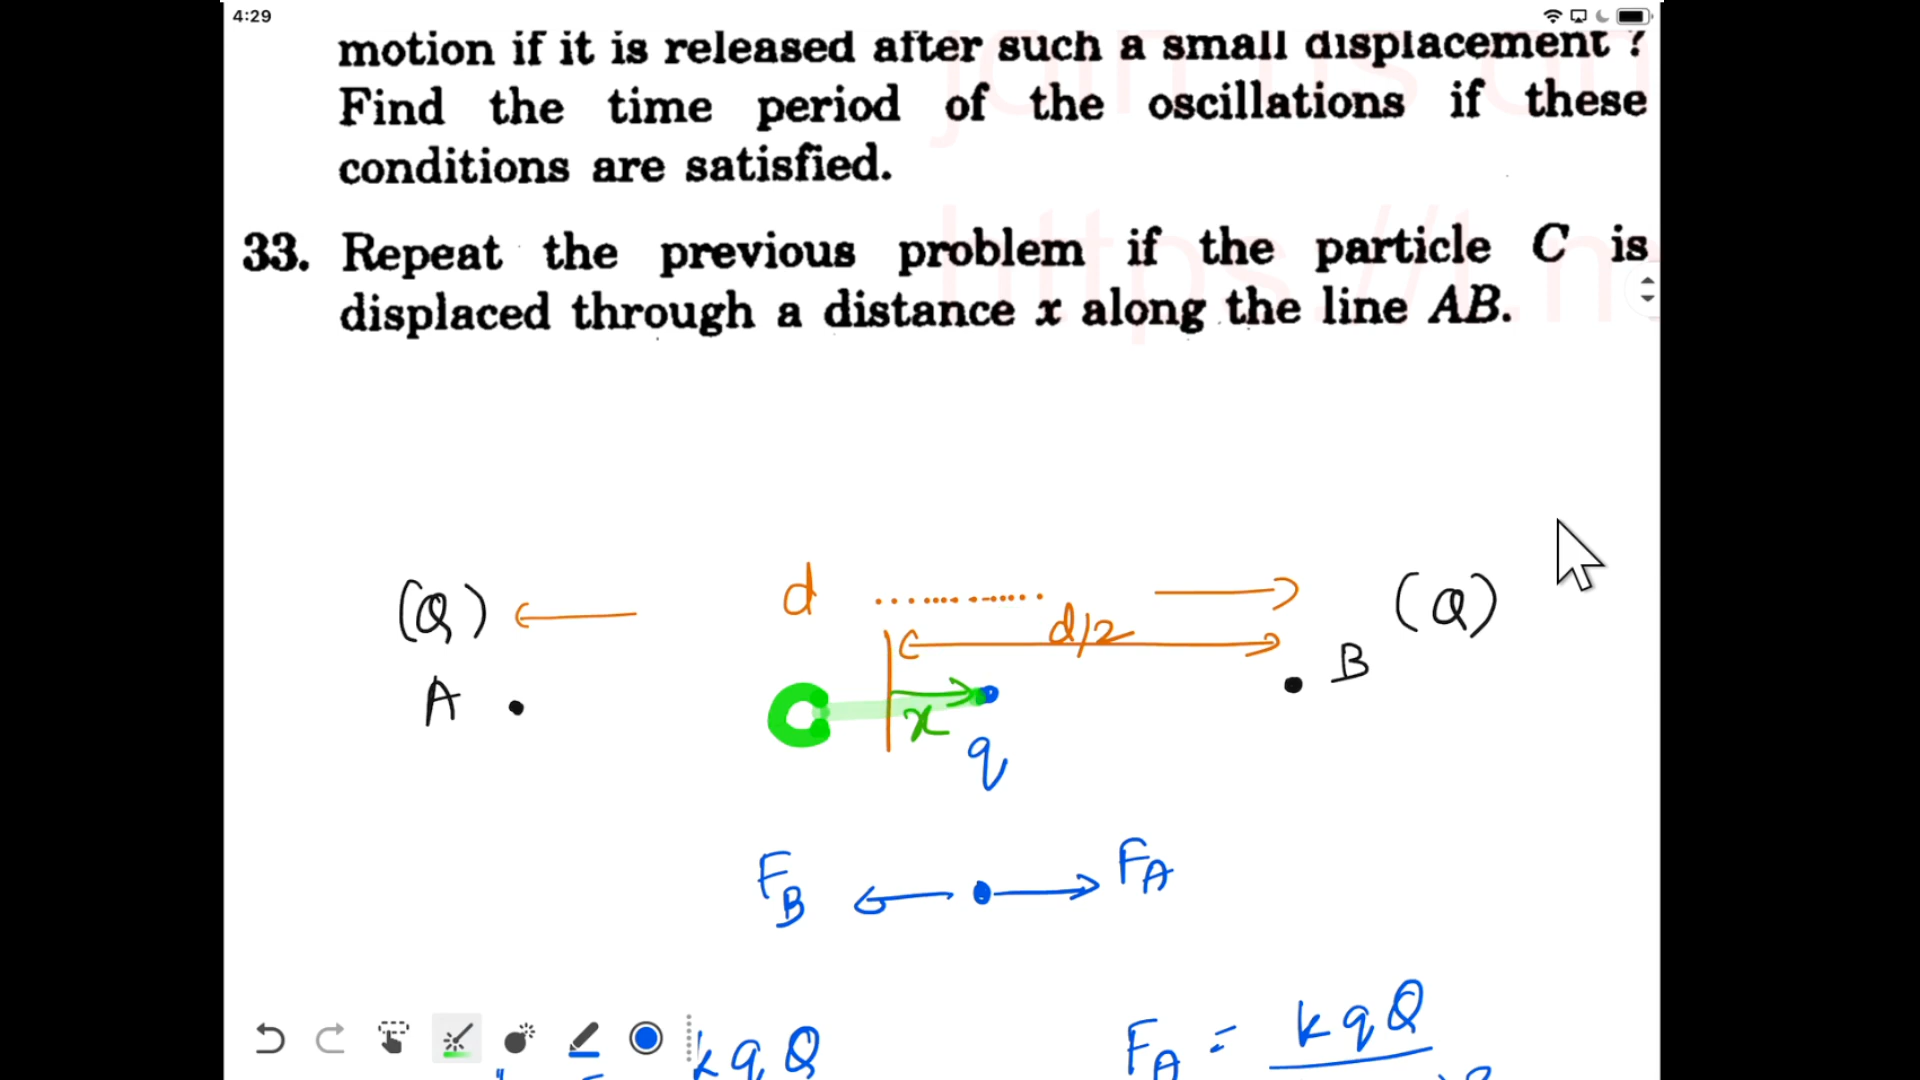 4:29
motion if it is released after such a small displacement ?
Find the time period of the oscillations if these
conditions are satisfied.
33. Repeat the previous problem if the particle C is
displaced through a distance x along the line AB.
(Q) d (Q)
d/2
A B
C x
q
F_B F_A
kqQ F_A = kqQ